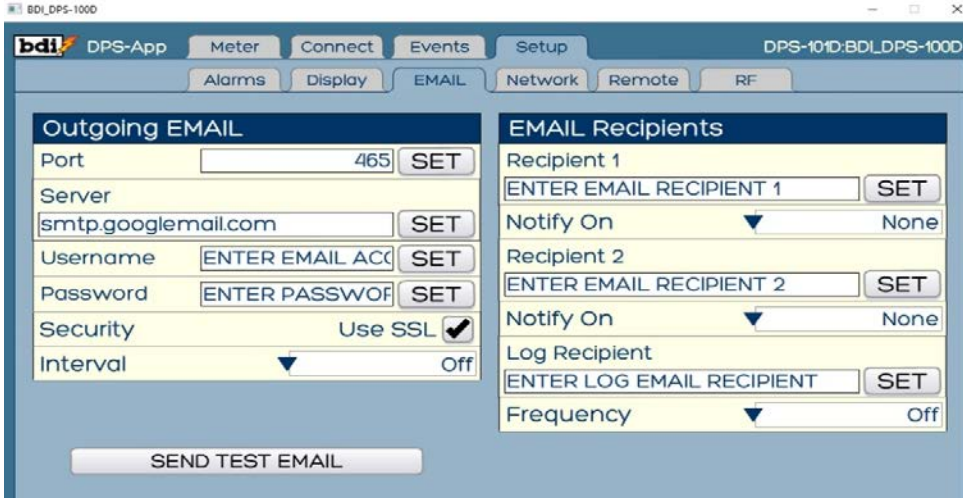 BDI_DPS-100D
bdi DPS-App Meter Connect Events Setup DPS-101D:BDI_DPS-100D
Alarms Display EMAIL Network Remote RF
Outgoing EMAIL
Port 465 SET
Server
smtp.googlemail.com SET
Username ENTER EMAIL ACC SET
Password ENTER PASSWOR SET
Security Use SSL
Interval Off
SEND TEST EMAIL
EMAIL Recipients
Recipient 1
ENTER EMAIL RECIPIENT 1 SET
Notify On None
Recipient 2
ENTER EMAIL RECIPIENT 2 SET
Notify On None
Log Recipient
ENTER LOG EMAIL RECIPIENT SET
Frequency Off